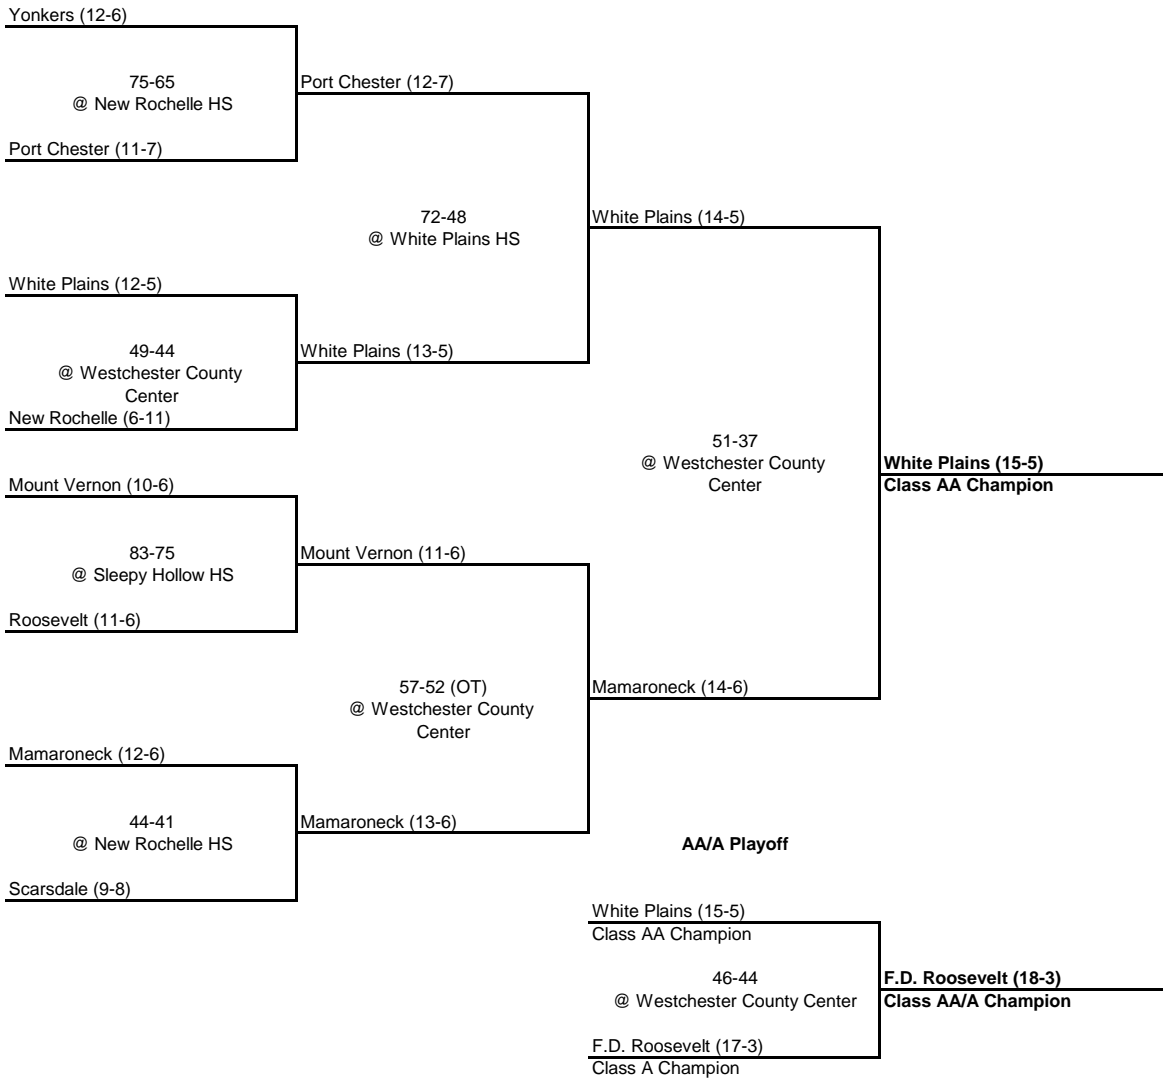 Yonkers (12-6)
75-65
@ New Rochelle HS
Port Chester (12-7)
Port Chester (11-7)
72-48
@ White Plains HS
White Plains (14-5)
White Plains (12-5)
49-44
@ Westchester County
Center
White Plains (13-5)
New Rochelle (6-11)
51-37
@ Westchester County
Center
White Plains (15-5)
Class AA Champion
Mount Vernon (10-6)
83-75
@ Sleepy Hollow HS
Mount Vernon (11-6)
Roosevelt (11-6)
57-52 (OT)
@ Westchester County
Center
Mamaroneck (14-6)
Mamaroneck (12-6)
44-41
@ New Rochelle HS
Mamaroneck (13-6)
Scarsdale (9-8)
AA/A Playoff
White Plains (15-5)
Class AA Champion
46-44
@ Westchester County Center
F.D. Roosevelt (18-3)
Class AA/A Champion
F.D. Roosevelt (17-3)
Class A Champion